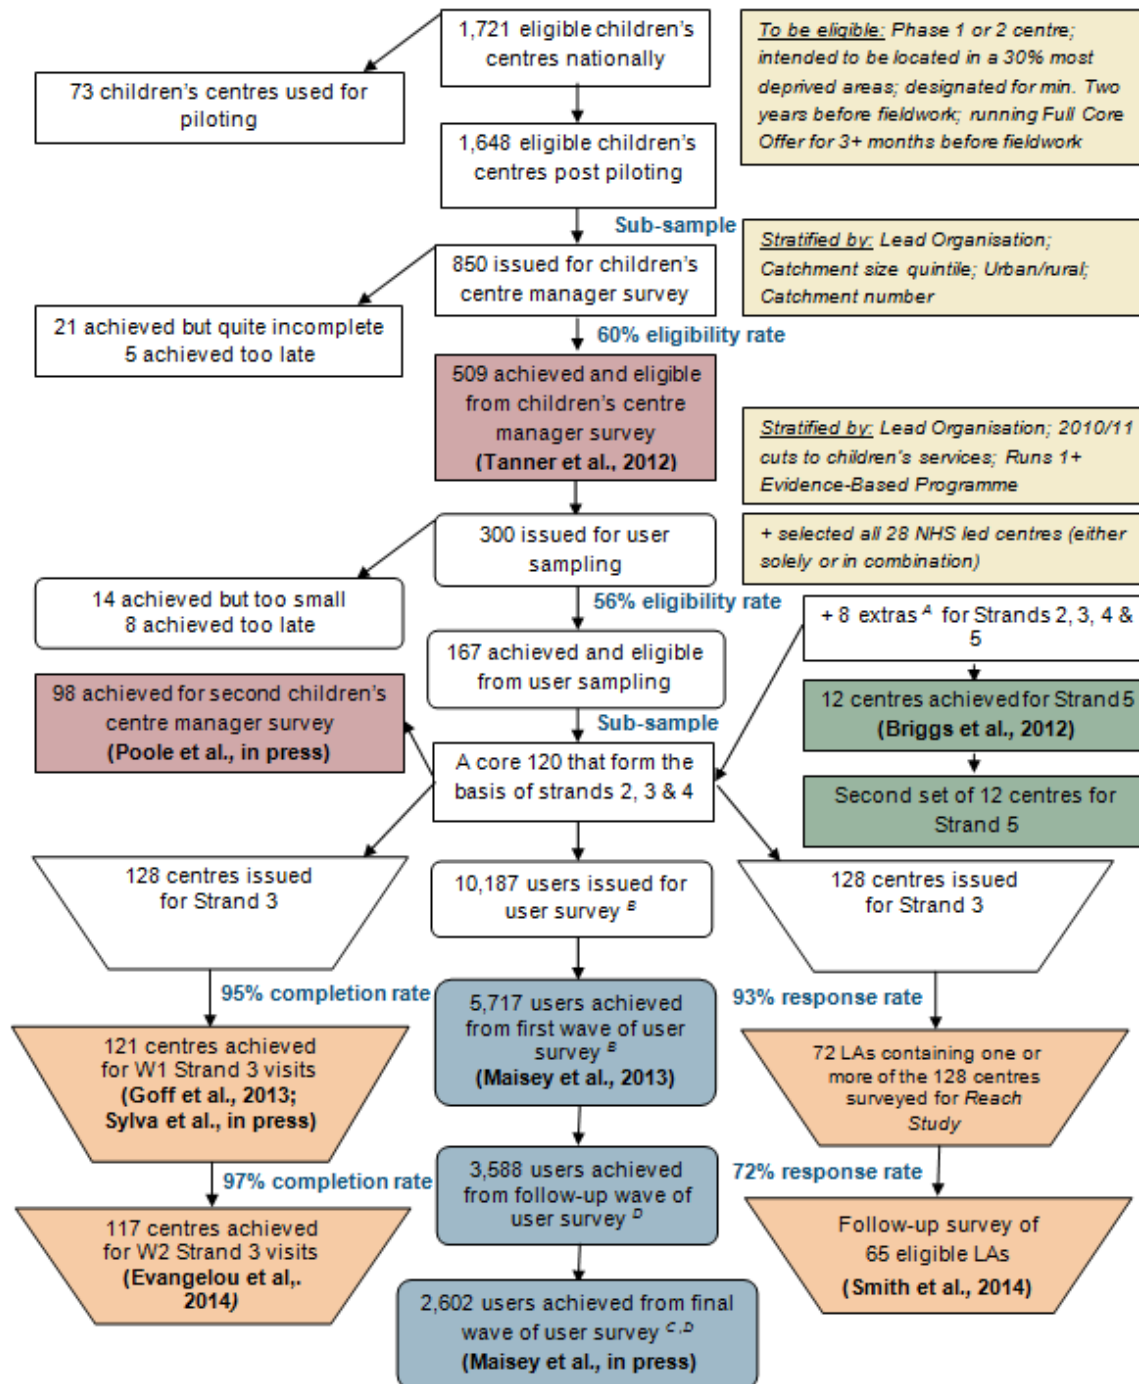 1,721 eligible children's
centres nationally
To be eligible: Phase 1 or 2 centre;
intended to be located in a 30% most
deprived areas; designated for min. Two
years before fieldwork; running Full Core
Offer for 3+ months before fieldwork
73 children's centres used for
piloting
1,648 eligible children's
centres post piloting
Sub-sample
Stratified by: Lead Organisation;
Catchment size quintile; Urban/rural;
Catchment number
850 issued for children's
centre manager survey
21 achieved but quite incomplete
5 achieved too late
60% eligibility rate
509 achieved and eligible
from children's centre
manager survey
(Tanner et al., 2012)
Stratified by: Lead Organisation; 2010/11
cuts to children's services; Runs 1+
Evidence-Based Programme
300 issued for user
sampling
+ selected all 28 NHS led centres (either
solely or in combination)
14 achieved but too small
8 achieved too late
56% eligibility rate
+ 8 extras A for Strands 2, 3, 4 &
5
167 achieved and eligible
from user sampling
98 achieved for second children's
centre manager survey
(Poole et al., in press)
12 centres achieved for Strand 5
(Briggs et al., 2012)
Sub-sample
A core 120 that form the
basis of strands 2, 3 & 4
Second set of 12 centres for
Strand 5
128 centres issued
for Strand 3
10,187 users issued for
user survey B
128 centres issued
for Strand 3
95% completion rate
93% response rate
5,717 users achieved
from first wave of user
survey B
(Maisey et al., 2013)
121 centres achieved
for W1 Strand 3 visits
(Goff et al., 2013;
Sylva et al., in press)
72 LAs containing one or
more of the 128 centres
surveyed for Reach
Study
97% completion rate
3,588 users achieved
from follow-up wave of
user survey D
72% response rate
117 centres achieved
for W2 Strand 3 visits
(Evangelou et al,.
2014)
Follow-up survey of
65 eligible LAs
(Smith et al., 2014)
2,602 users achieved from final
wave of user survey C,D
(Maisey et al., in press)